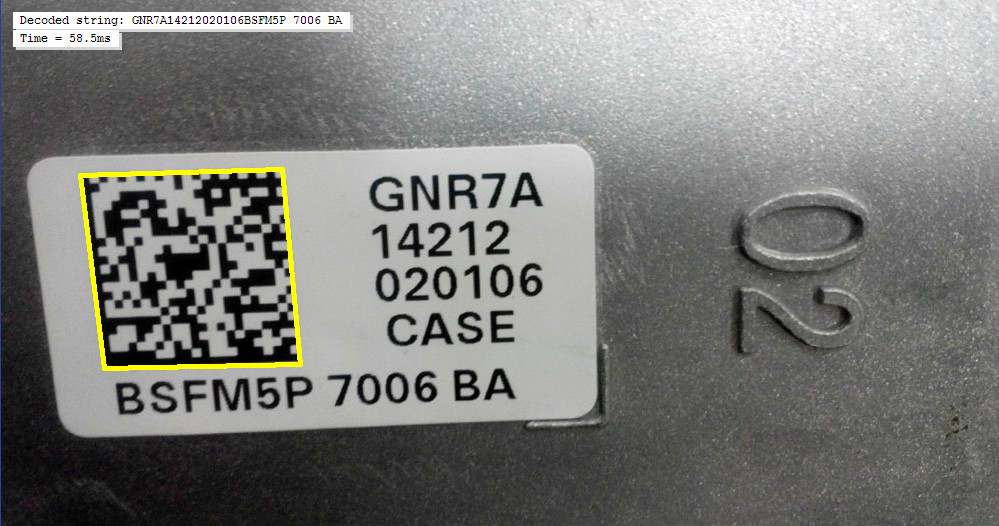 Decoded string: GNR7A14212020106BSFM5P 7006 BA
Time = 58.5ms
GNR7A
14212
020106
CASE
BSFM5P 7006 BA
02